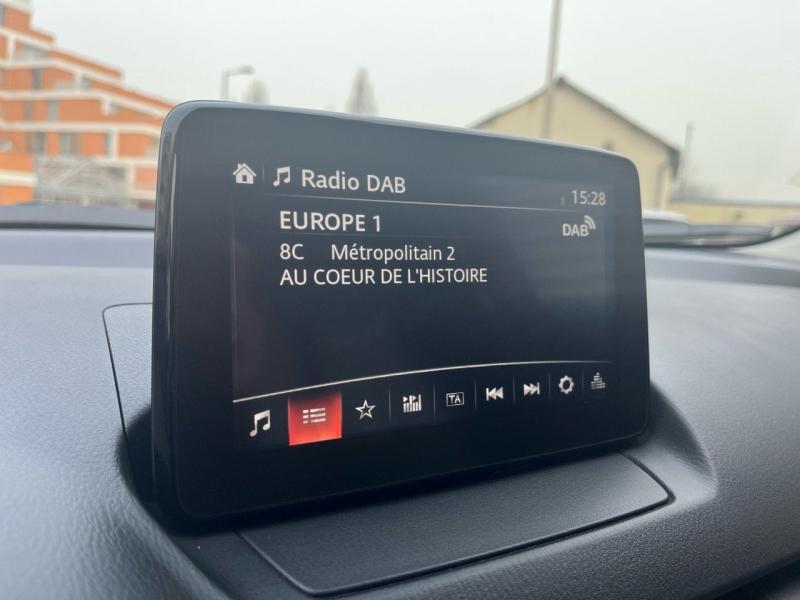 Radio DAB
15:28
EUROPE 1
DAB
8C Métropolitain 2
AU COEUR DE L'HISTOIRE
TA